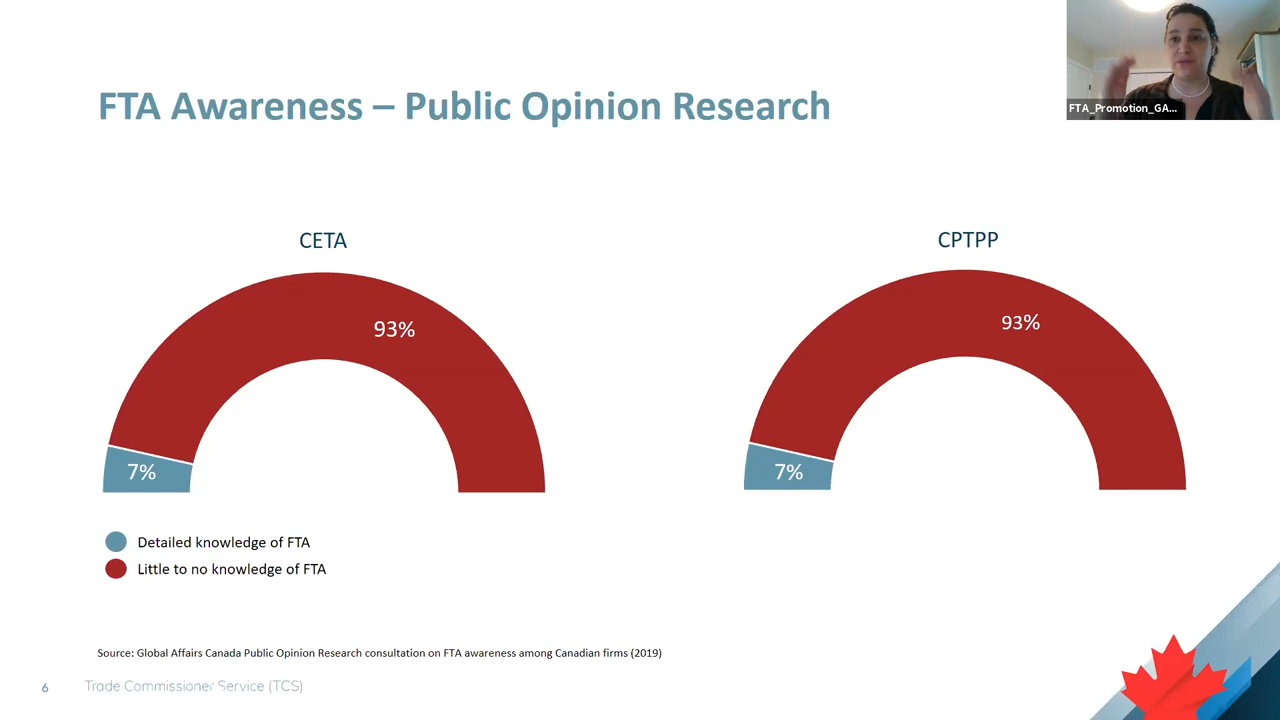 FTA_Promotion_GA...
FTA Awareness – Public Opinion Research
CETA
93%
7%
CPTPP
93%
7%
Detailed knowledge of FTA
Little to no knowledge of FTA
Source: Global Affairs Canada Public Opinion Research consultation on FTA awareness among Canadian firms (2019)
6 Trade Commissioner Service (TCS)